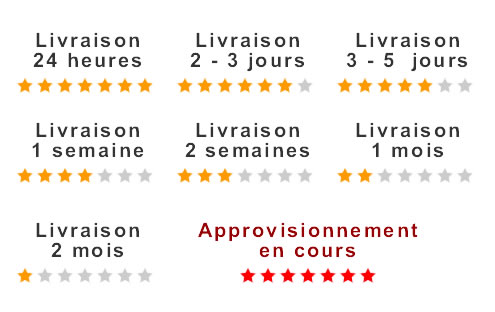 Livraison
24 heures
Livraison
2 - 3 jours
Livraison
3 - 5 jours
Livraison
1 semaine
Livraison
2 semaines
Livraison
1 mois
Livraison
2 mois
Approvisionnement
en cours